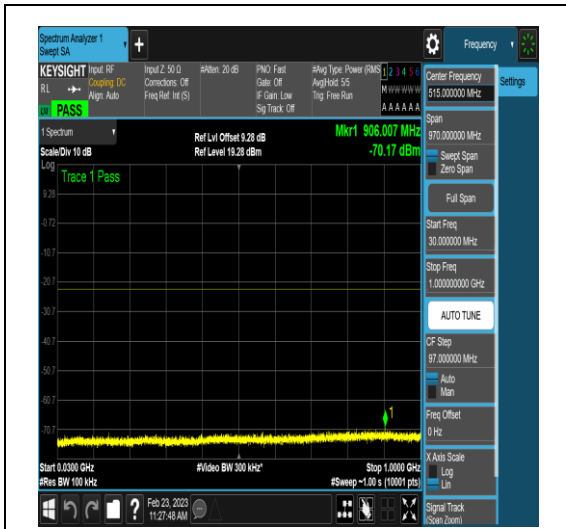 Spectrum Analyzer 1
Swept SA
+
Frequency
KEYSIGHT
RL
PASS
Input: RF
Coupling: DC
Align: Auto
Input Z: 50 Ω
Corrections: Off
Freq Ref: Int (S)
#Atten: 20 dB
PNO: Fast
Gate: Off
IF Gain: Low
Sig Track: Off
#Avg Type: Power (RMS
Avg|Hold: 5/5
Trig: Free Run
1 2 3 4 5 6
M W W W W W
A A A A A A
1 Spectrum
Scale/Div 10 dB
Ref Lvl Offset 9.28 dB
Ref Level 19.28 dBm
Mkr1 906.007 MHz
-70.17 dBm
Log
Trace 1 Pass
9.28
-0.72
-10.7
-20.7
-30.7
-40.7
-50.7
-60.7
-70.7
1
Start 0.0300 GHz
#Res BW 100 kHz
#Video BW 300 kHz*
Stop 1.0000 GHz
#Sweep ~1.00 s (10001 pts)
Settings
Center Frequency
515.000000 MHz
Span
970.000000 MHz
Swept Span
Zero Span
Full Span
Start Freq
30.000000 MHz
Stop Freq
1.000000000 GHz
AUTO TUNE
CF Step
97.000000 MHz
Auto
Man
Freq Offset
0 Hz
X Axis Scale
Log
Lin
Signal Track
(Span Zoom)
?
Feb 23, 2023
11:27:48 AM